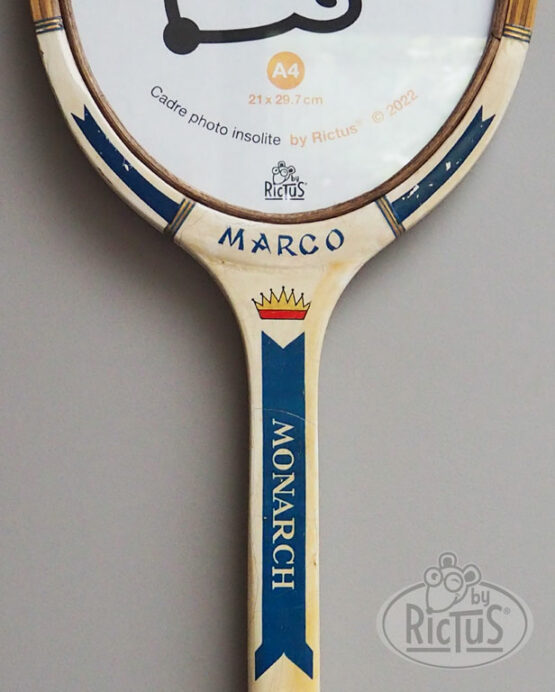 A4
21 x 29.7 cm
Cadre photo insolite by Rictus® © 2022
by
RICTUS®
MARCO
MONARCH
by
RICTUS®